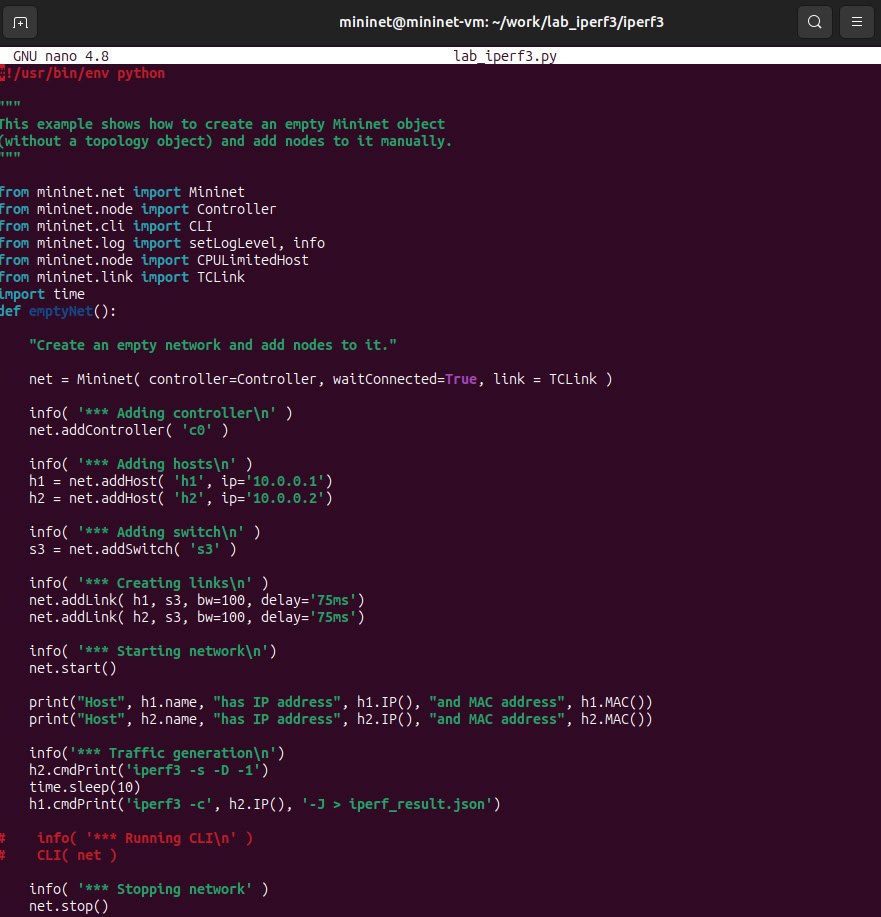 mininet@mininet-vm: ~/work/lab_iperf3/iperf3
GNU nano 4.8 lab_iperf3.py
#!/usr/bin/env python
"""
This example shows how to create an empty Mininet object
(without a topology object) and add nodes to it manually.
"""
from mininet.net import Mininet
from mininet.node import Controller
from mininet.cli import CLI
from mininet.log import setLogLevel, info
from mininet.node import CPULimitedHost
from mininet.link import TCLink
import time
def emptyNet():
    "Create an empty network and add nodes to it."
    net = Mininet( controller=Controller, waitConnected=True, link = TCLink )
    info( '*** Adding controller\n' )
    net.addController( 'c0' )
    info( '*** Adding hosts\n' )
    h1 = net.addHost( 'h1', ip='10.0.0.1')
    h2 = net.addHost( 'h2', ip='10.0.0.2')
    info( '*** Adding switch\n' )
    s3 = net.addSwitch( 's3' )
    info( '*** Creating links\n' )
    net.addLink( h1, s3, bw=100, delay='75ms')
    net.addLink( h2, s3, bw=100, delay='75ms')
    info( '*** Starting network\n')
    net.start()
    print("Host", h1.name, "has IP address", h1.IP(), "and MAC address", h1.MAC())
    print("Host", h2.name, "has IP address", h2.IP(), "and MAC address", h2.MAC())
    info('*** Traffic generation\n')
    h2.cmdPrint('iperf3 -s -D -1')
    time.sleep(10)
    h1.cmdPrint('iperf3 -c', h2.IP(), '-J > iperf_result.json')
#    info( '*** Running CLI\n' )
#    CLI( net )
    info( '*** Stopping network' )
    net.stop()